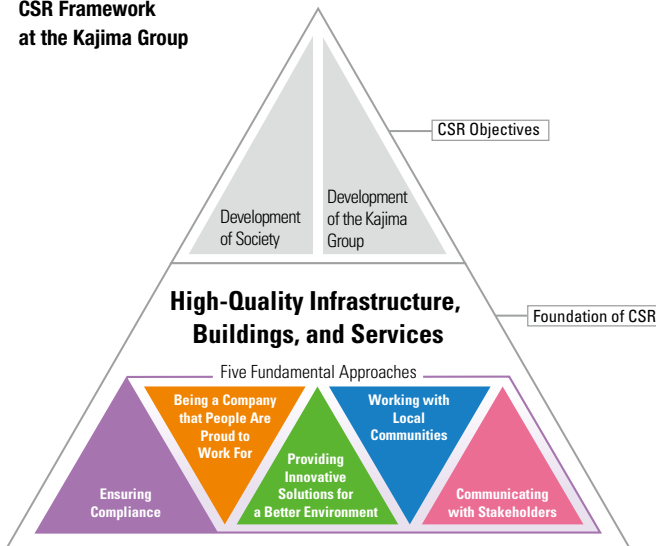 CSR Framework
at the Kajima Group
CSR Objectives
Development
of Society
Development
of the Kajima
Group
High-Quality Infrastructure,
Buildings, and Services
Foundation of CSR
Five Fundamental Approaches
Ensuring
Compliance
Being a Company
that People Are
Proud to
Work For
Providing
Innovative
Solutions for
a Better Environment
Working with
Local
Communities
Communicating
with Stakeholders